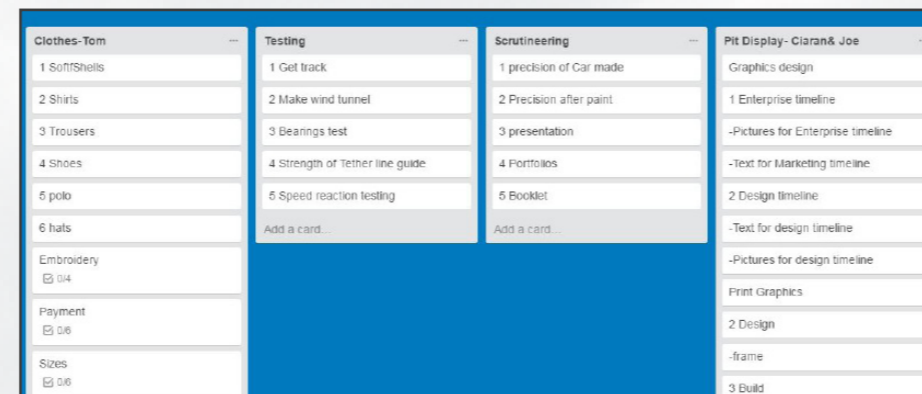 Clothes-Tom
1 SoftfShells
2 Shirts
3 Trousers
4 Shoes
5 polo
6 hats
Embroidery
0/4
Payment
0/6
Sizes
0/6
Testing
1 Get track
2 Make wind tunnel
3 Bearings test
4 Strength of Tether line guide
5 Speed reaction testing
Add a card...
Scrutineering
1 precision of Car made
2 Precision after paint
3 presentation
4 Portfolios
5 Booklet
Add a card...
Pit Display- Ciaran& Joe
Graphics design
1 Enterprise timeline
-Pictures for Enterprise timeline
-Text for Marketing timeline
2 Design timeline
-Text for design timeline
-Pictures for design timeline
Print Graphics
2 Design
-frame
3 Build